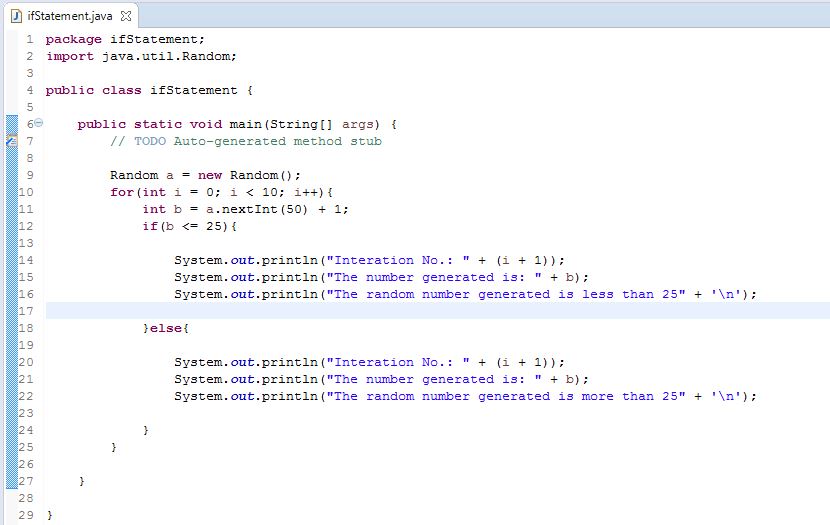 ifStatement.java
1 package ifStatement;
2 import java.util.Random;
3
4 public class ifStatement {
5
6 public static void main(String[] args) {
7 // TODO Auto-generated method stub
8
9 Random a = new Random();
10 for(int i = 0; i < 10; i++){
11 int b = a.nextInt(50) + 1;
12 if(b <= 25){
13
14 System.out.println("Interation No.: " + (i + 1));
15 System.out.println("The number generated is: " + b);
16 System.out.println("The random number generated is less than 25" + '\n');
17
18 }else{
19
20 System.out.println("Interation No.: " + (i + 1));
21 System.out.println("The number generated is: " + b);
22 System.out.println("The random number generated is more than 25" + '\n');
23
24 }
25 }
26
27 }
28
29 }